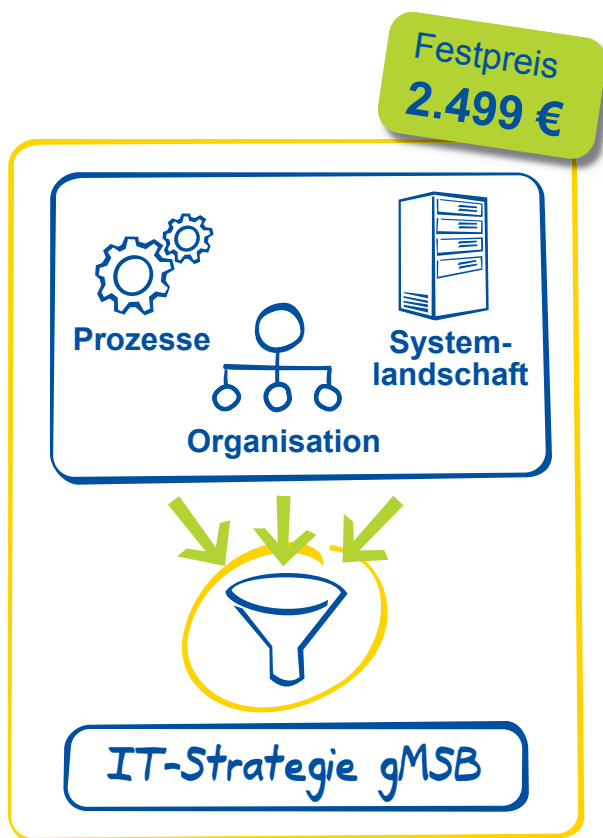 Festpreis
2.499 €
Prozesse
System-
landschaft
Organisation
IT-Strategie gMSB